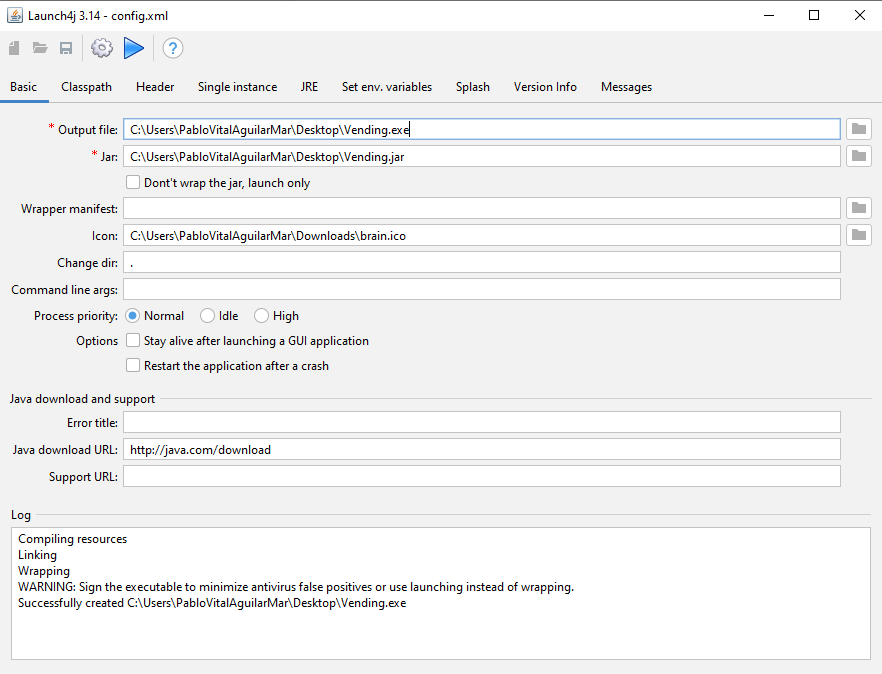 Launch4j 3.14 - config.xml
?
Basic Classpath Header Single instance JRE Set env. variables Splash Version Info Messages
* Output file: C:\Users\PabloVitalAguilarMar\Desktop\Vending.exe
* Jar: C:\Users\PabloVitalAguilarMar\Desktop\Vending.jar
Dont't wrap the jar, launch only
Wrapper manifest:
Icon: C:\Users\PabloVitalAguilarMar\Downloads\brain.ico
Change dir: .
Command line args:
Process priority: Normal Idle High
Options Stay alive after launching a GUI application
Restart the application after a crash
Java download and support
Error title:
Java download URL: http://java.com/download
Support URL:
Log
Compiling resources
Linking
Wrapping
WARNING: Sign the executable to minimize antivirus false positives or use launching instead of wrapping.
Successfully created C:\Users\PabloVitalAguilarMar\Desktop\Vending.exe